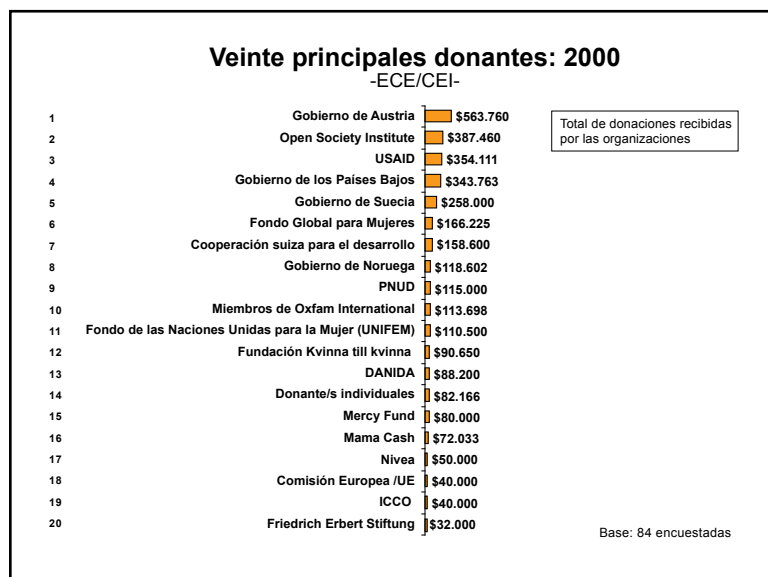 Veinte principales donantes: 2000
-ECE/CEI-
Total de donaciones recibidas
por las organizaciones
1 Gobierno de Austria $563.760
2 Open Society Institute $387.460
3 USAID $354.111
4 Gobierno de los Países Bajos $343.763
5 Gobierno de Suecia $258.000
6 Fondo Global para Mujeres $166.225
7 Cooperación suiza para el desarrollo $158.600
8 Gobierno de Noruega $118.602
9 PNUD $115.000
10 Miembros de Oxfam International $113.698
11 Fondo de las Naciones Unidas para la Mujer (UNIFEM) $110.500
12 Fundación Kvinna till kvinna $90.650
13 DANIDA $88.200
14 Donante/s individuales $82.166
15 Mercy Fund $80.000
16 Mama Cash $72.033
17 Nivea $50.000
18 Comisión Europea /UE $40.000
19 ICCO $40.000
20 Friedrich Erbert Stiftung $32.000
Base: 84 encuestadas